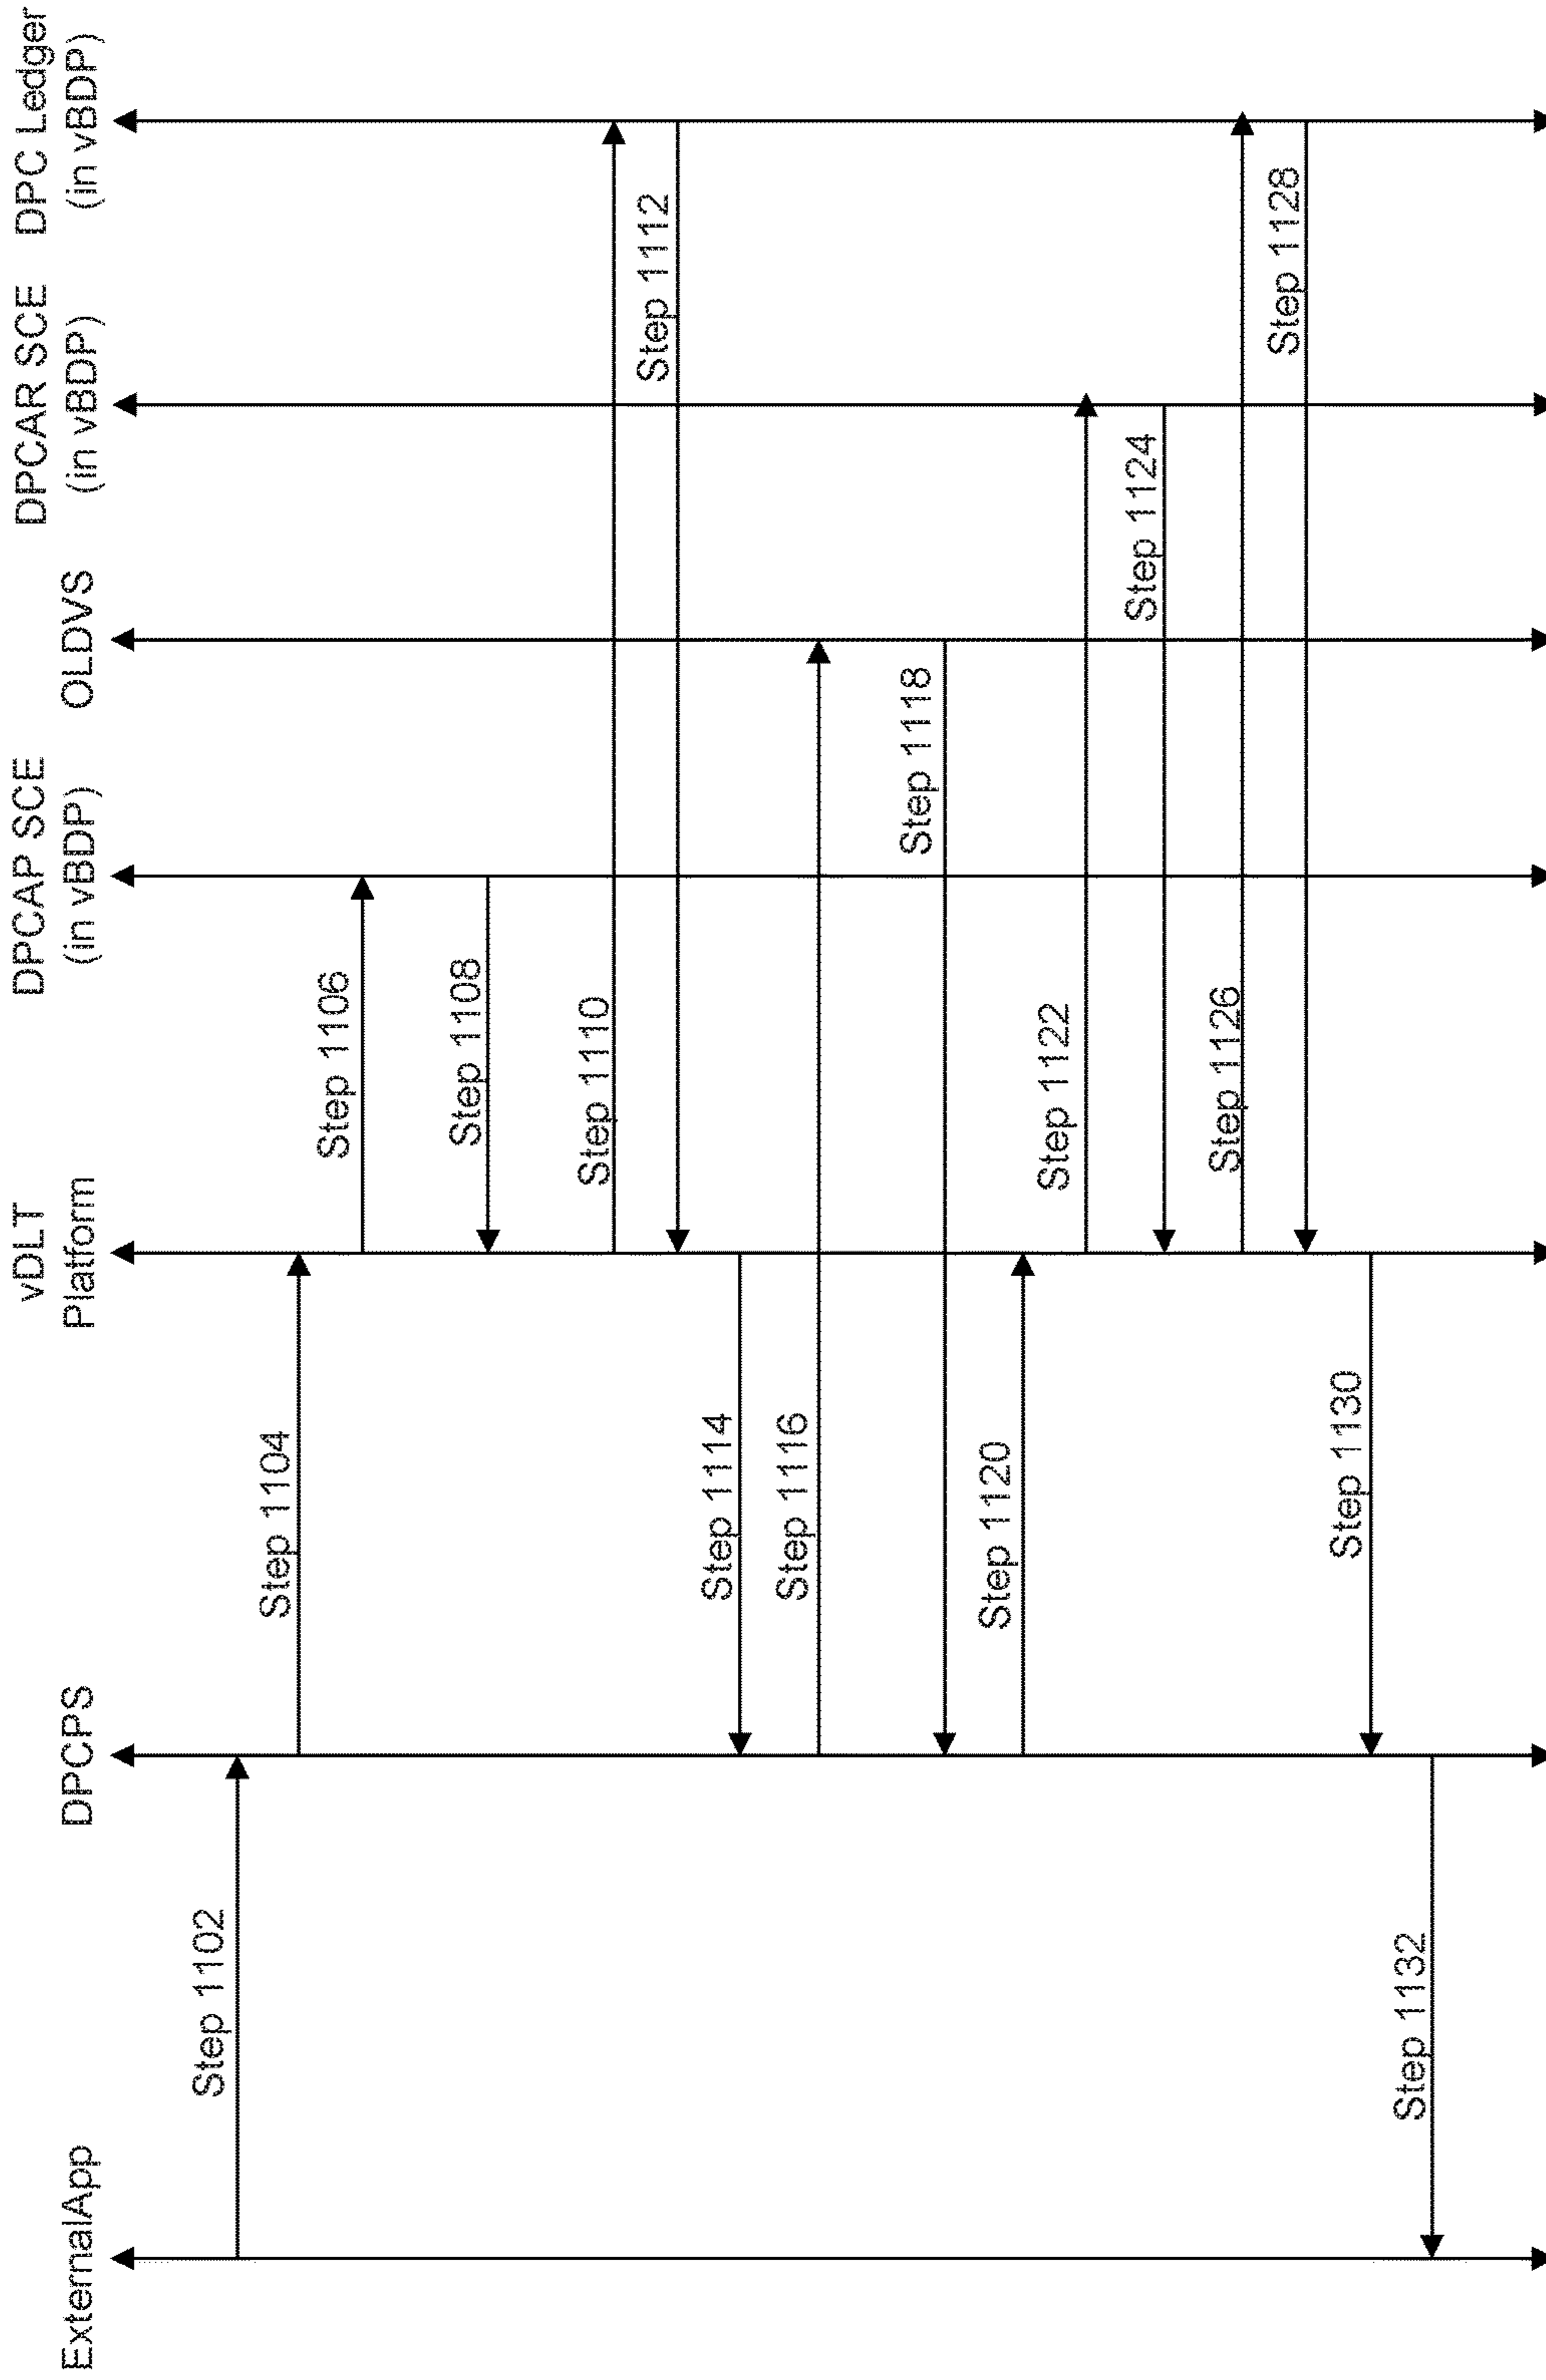 ExternalApp
DPCPS
vDLT
Platform
DPCAP SCE
(in vBDP)
OLDVS
DPCAR SCE
(in vBDP)
DPC Ledger
(in vBDP)
Step 1102
Step 1104
Step 1106
Step 1108
Step 1110
Step 1112
Step 1114
Step 1116
Step 1118
Step 1120
Step 1122
Step 1124
Step 1126
Step 1128
Step 1130
Step 1132